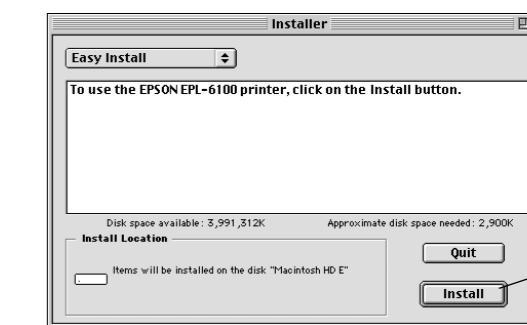 Installer
Easy Install
To use the EPSON EPL-6100 printer, click on the Install button.
Disk space available: 3,991,312K Approximate disk space needed: 2,900K
Install Location
Items will be installed on the disk "Macintosh HD E"
Quit
Install